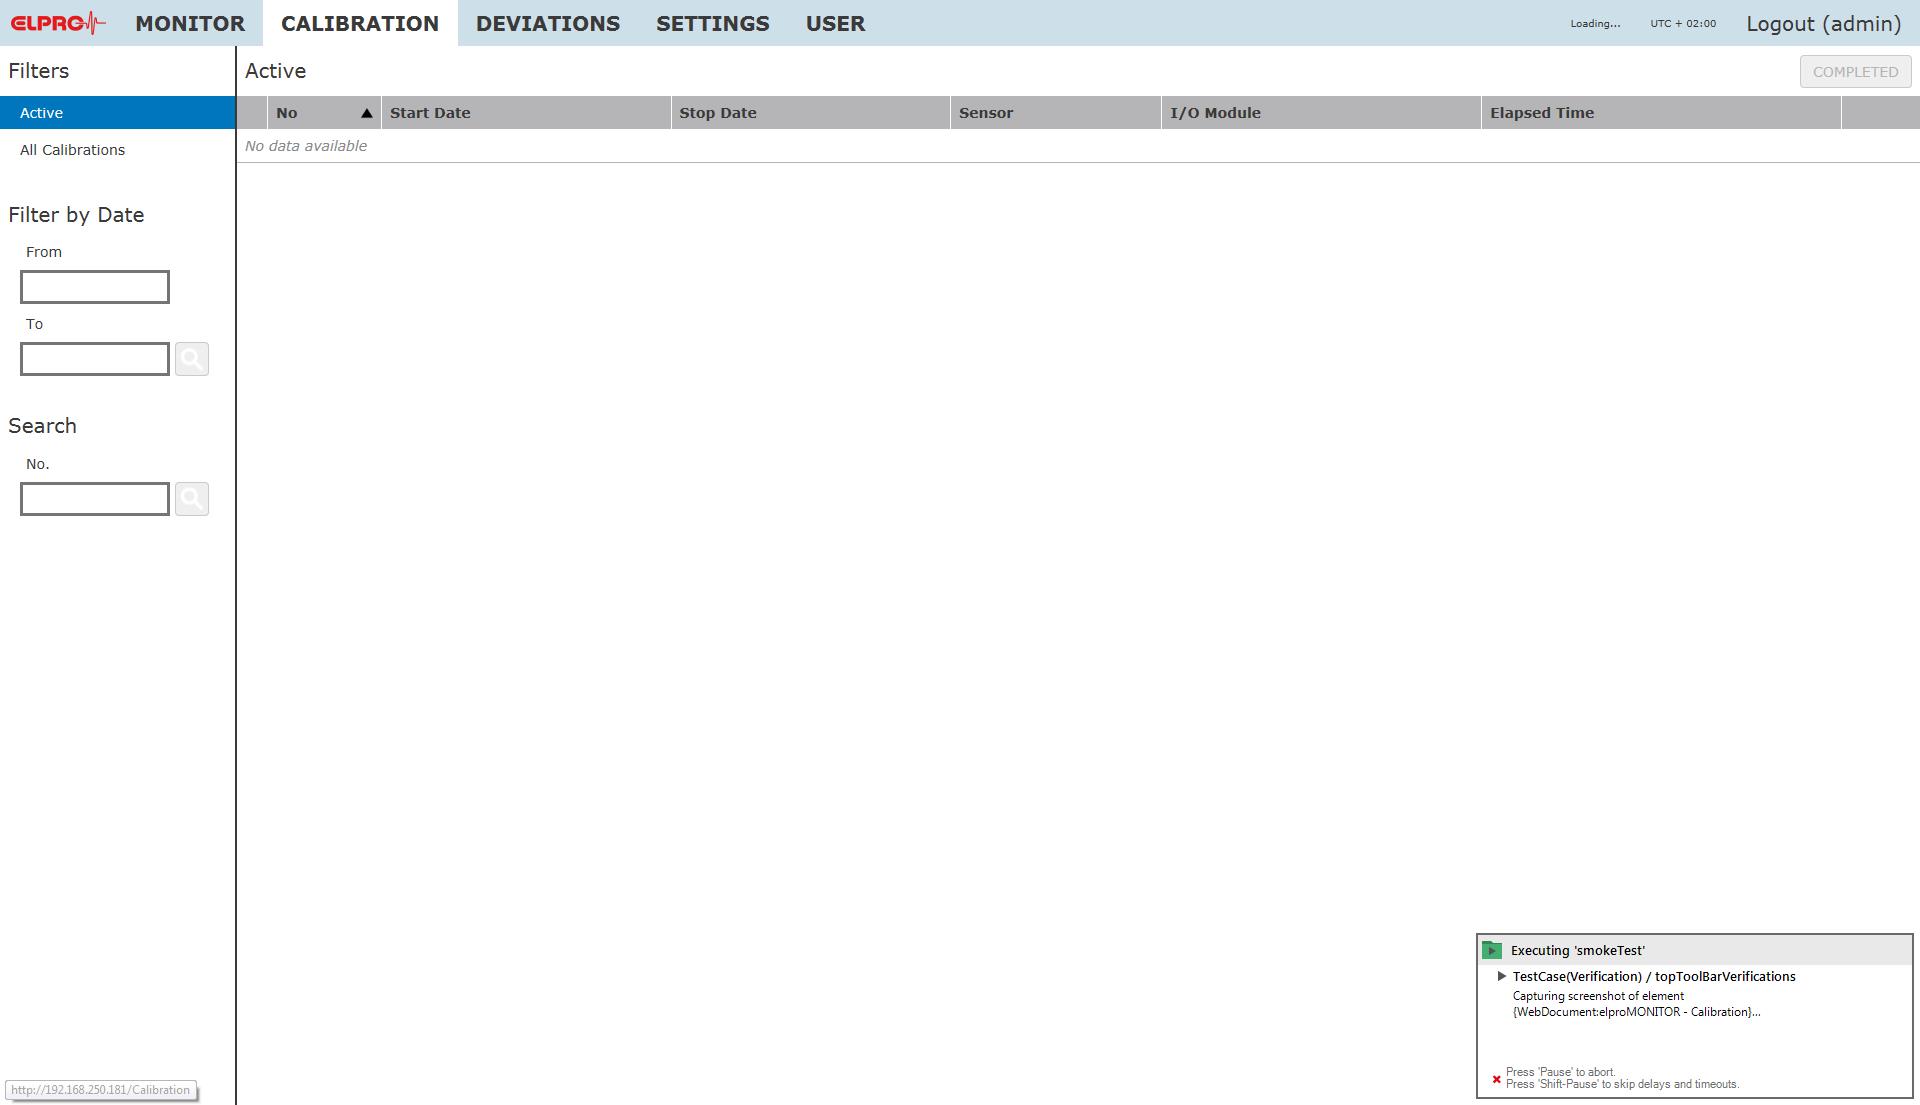 ELPRO
MONITOR
CALIBRATION
DEVIATIONS
SETTINGS
USER
Loading...
UTC + 02:00
Logout (admin)
Filters
Active
All Calibrations
Filter by Date
From
To
Search
No.
Active
COMPLETED
No
Start Date
Stop Date
Sensor
I/O Module
Elapsed Time
No data available
Executing 'smokeTest'
TestCase(Verification) / topToolBarVerifications
Capturing screenshot of element
{WebDocument:elproMONITOR - Calibration}...
Press 'Pause' to abort.
Press 'Shift-Pause' to skip delays and timeouts.
http://192.168.250.181/Calibration